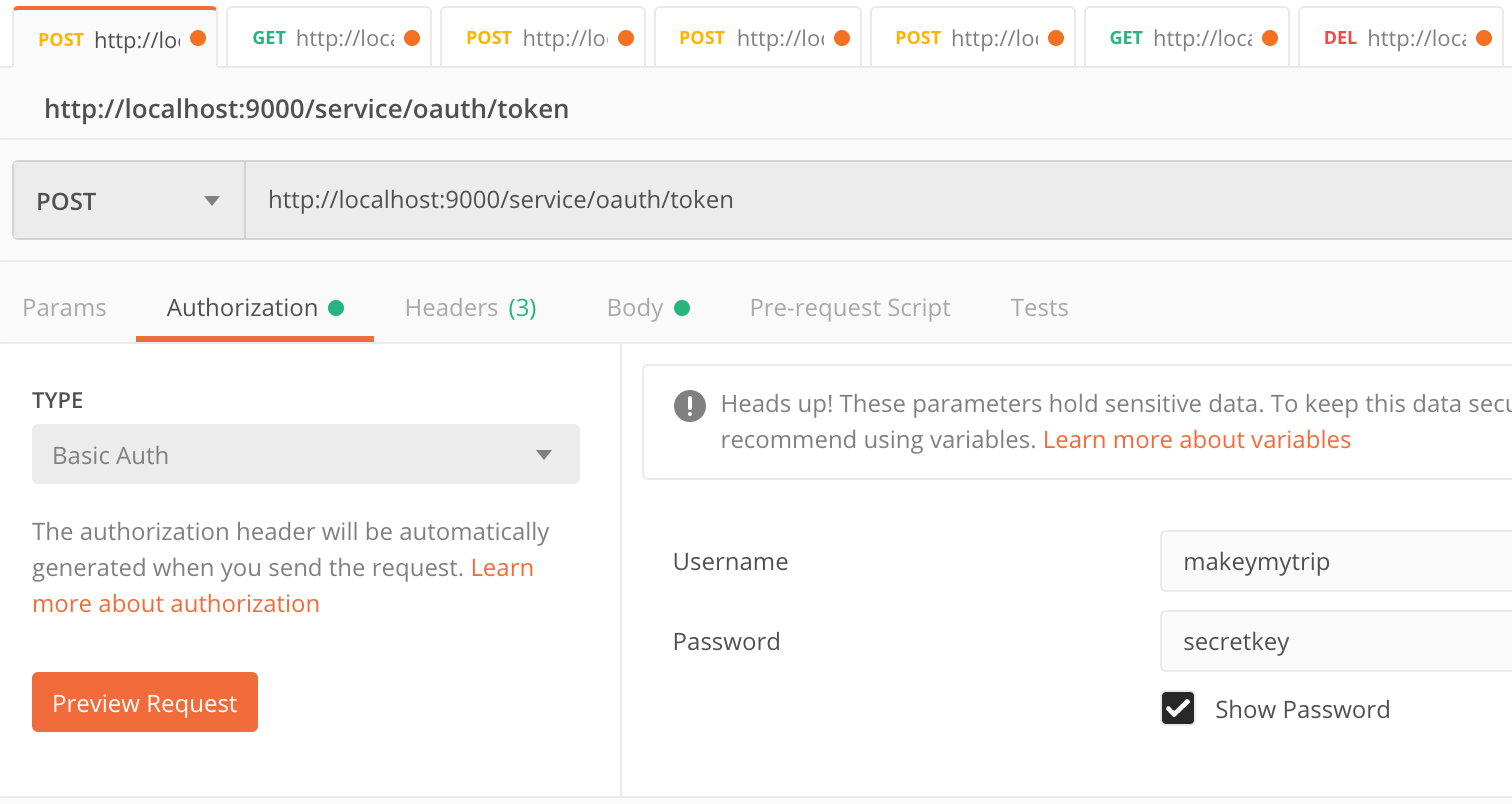 POST http://loc GET http://loca POST http://lo POST http://loc POST http://loc GET http://loca DEL http://loca
http://localhost:9000/service/oauth/token
POST http://localhost:9000/service/oauth/token
Params Authorization Headers (3) Body Pre-request Script Tests
TYPE
Basic Auth
The authorization header will be automatically
generated when you send the request. Learn
more about authorization
Preview Request
Heads up! These parameters hold sensitive data. To keep this data secu
recommend using variables. Learn more about variables
Username makeymytrip
Password secretkey
Show Password